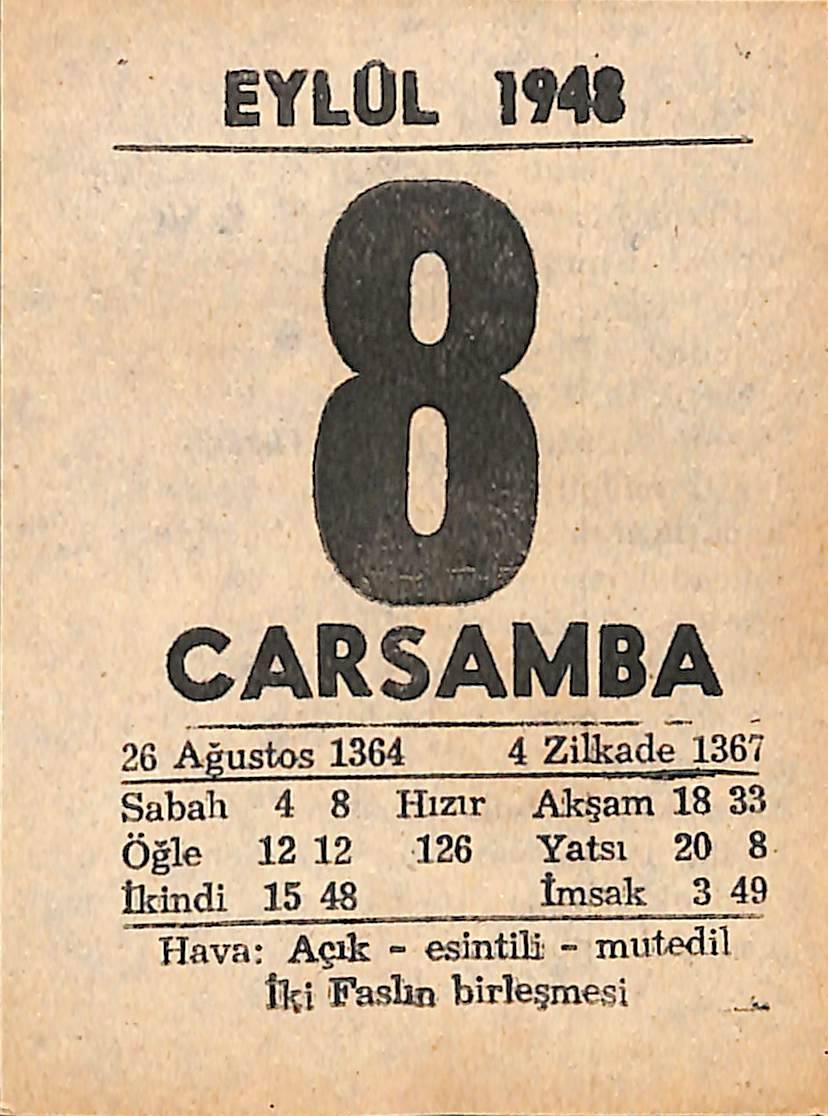 EYLÛL 1948
8
CARSAMBA
26 Ağustos 1364 4 Zilkade 1367
Sabah 4 8 Hızır Akşam 18 33
Öğle 12 12 126 Yatsı 20 8
İkindi 15 48 İmsak 3 49
Hava: Açık - esintili - mutedil
İki Faslın birleşmesi